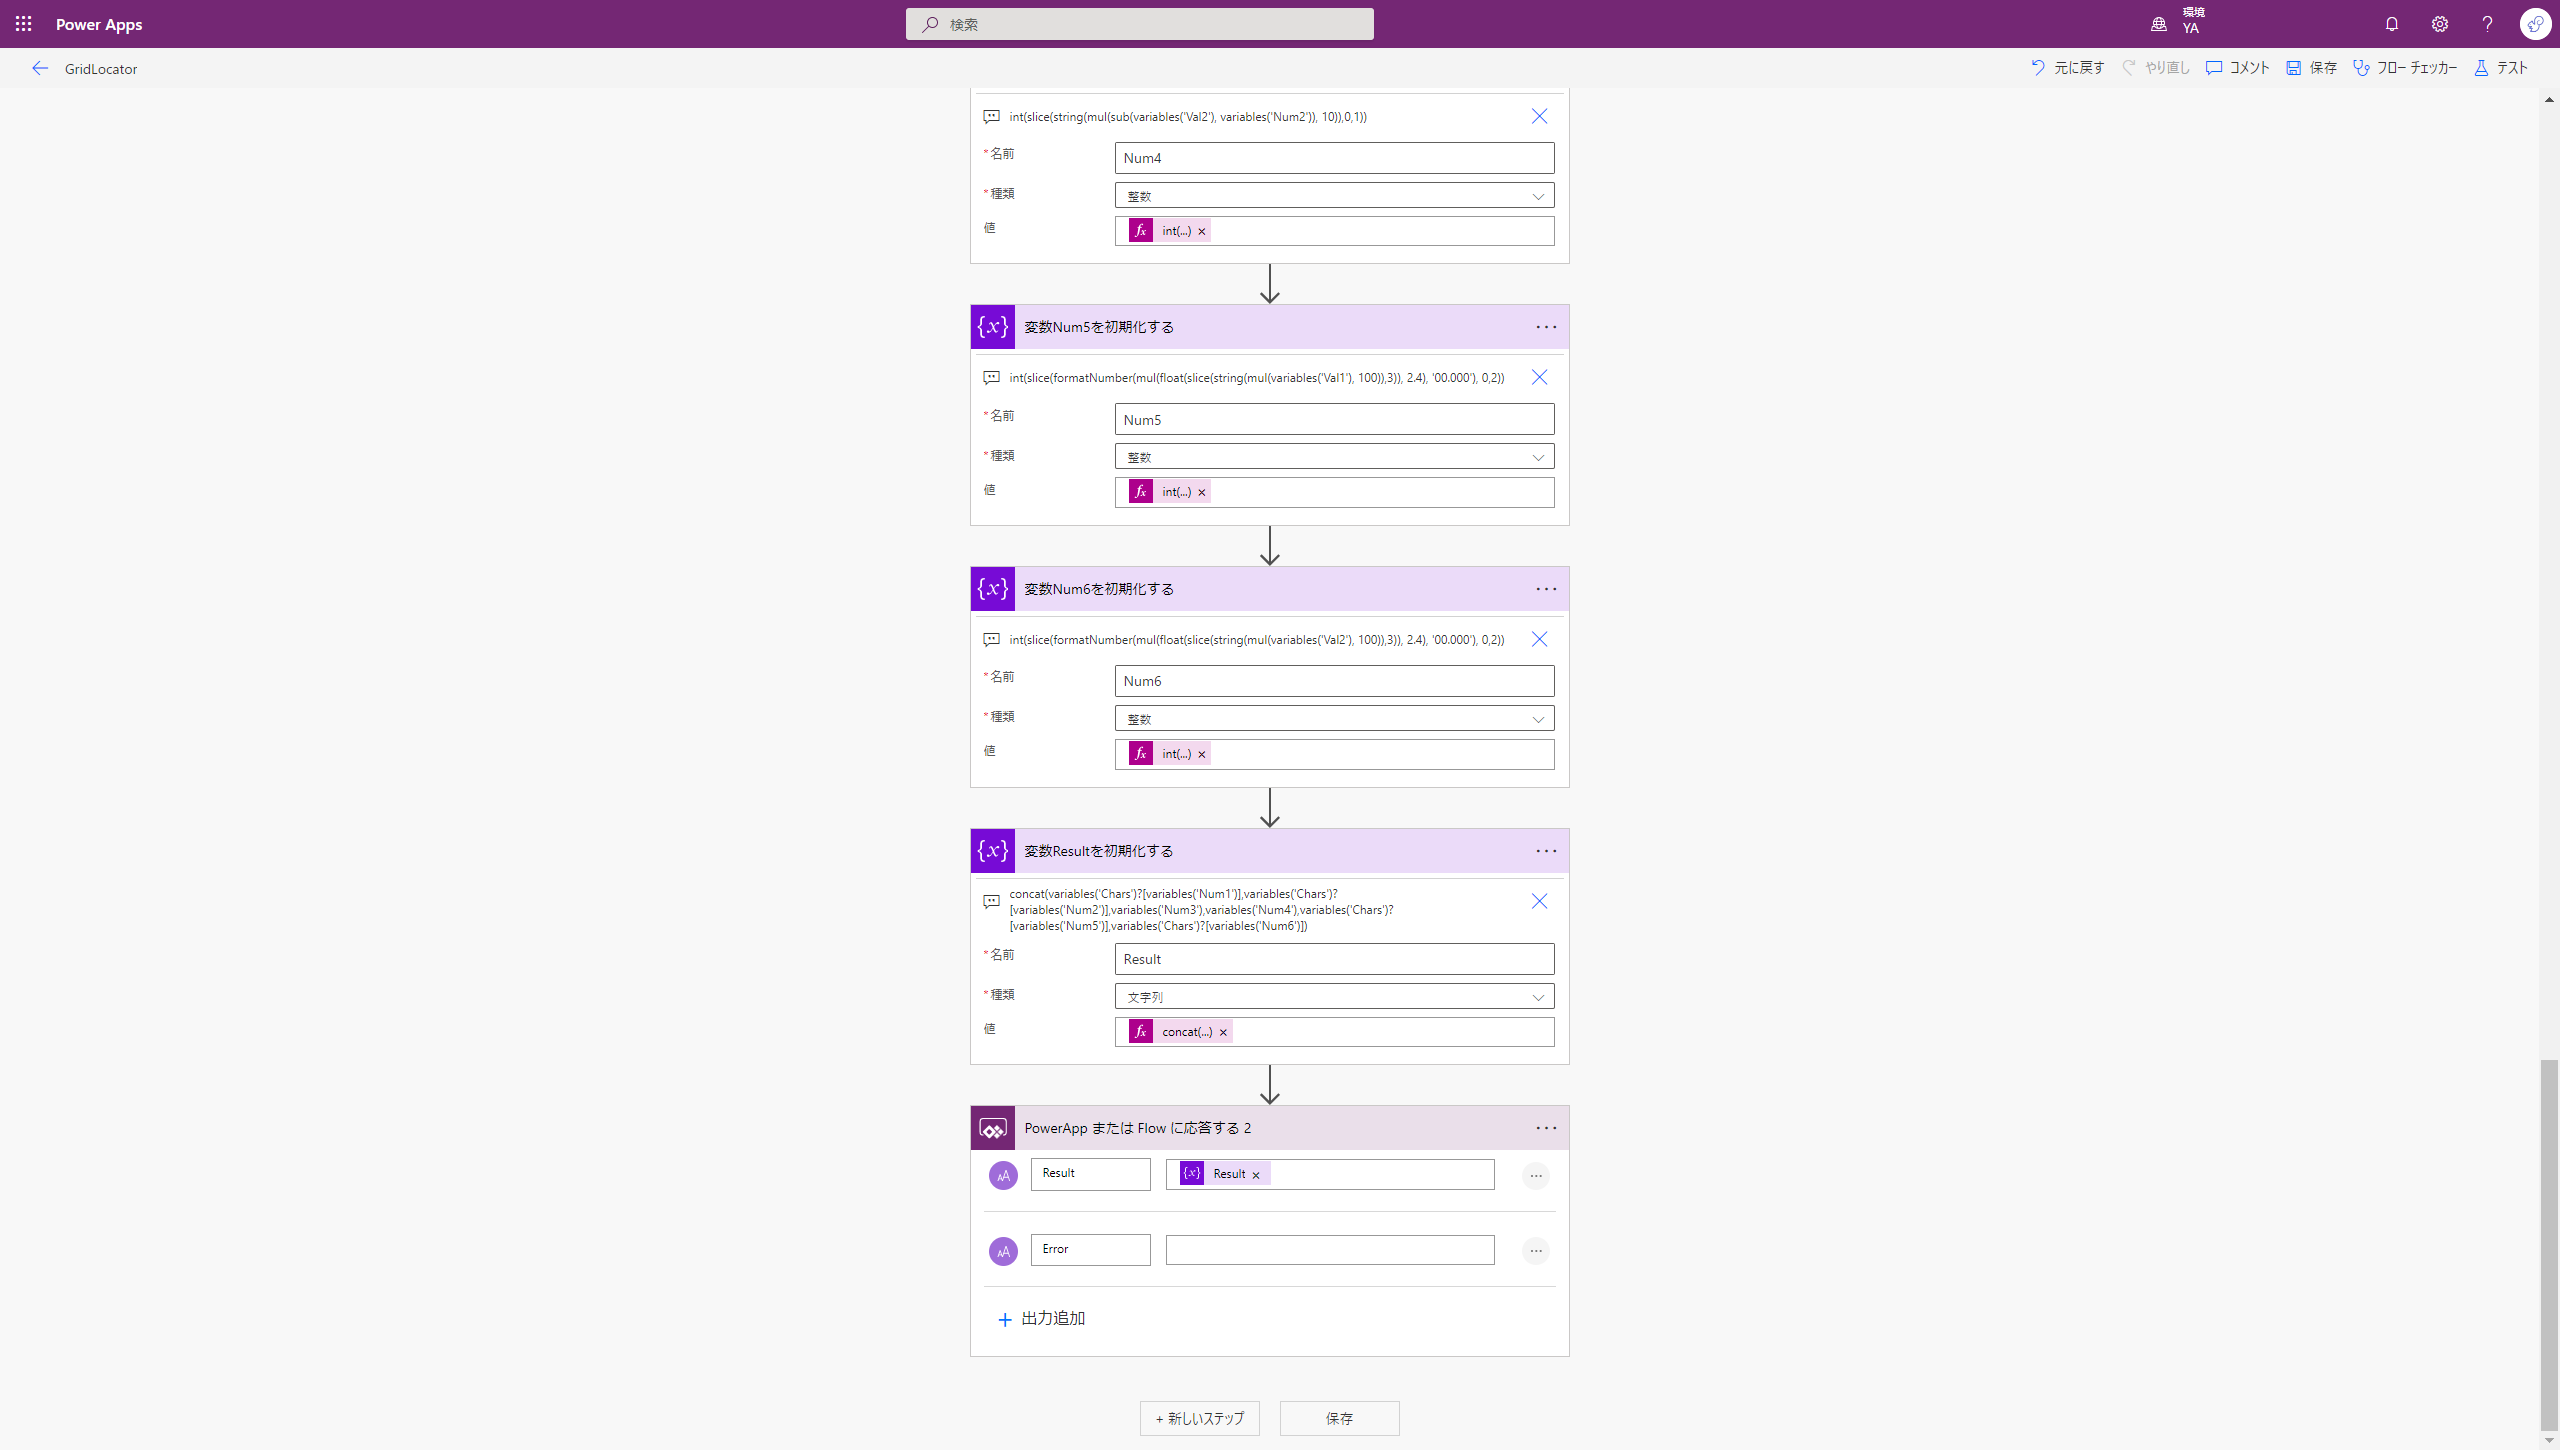 Power Apps
検索
環境
YA
GridLocator
元に戻す
やり直し
コメント
保存
フロー チェッカー
テスト
int(slice(string(mul(sub(variables('Val2'), variables('Num2')), 10)),0,1))
*名前
Num4
*種類
整数
値
fx int(...) ×
{x} 変数Num5を初期化する
int(slice(formatNumber(mul(float(slice(string(mul(variables('Val1'), 100)),3)), 2.4), '00.000'), 0,2))
*名前
Num5
*種類
整数
値
fx int(...) ×
{x} 変数Num6を初期化する
int(slice(formatNumber(mul(float(slice(string(mul(variables('Val2'), 100)),3)), 2.4), '00.000'), 0,2))
*名前
Num6
*種類
整数
値
fx int(...) ×
{x} 変数Resultを初期化する
concat(variables('Chars')?[variables('Num1')],variables('Chars')?
[variables('Num2')],variables('Num3'),variables('Num4'),variables('Chars')?
[variables('Num5')],variables('Chars')?[variables('Num6')])
*名前
Result
*種類
文字列
値
fx concat(...) ×
PowerApp または Flow に応答する 2
AA Result {x} Result ×
AA Error
+ 出力追加
+ 新しいステップ
保存